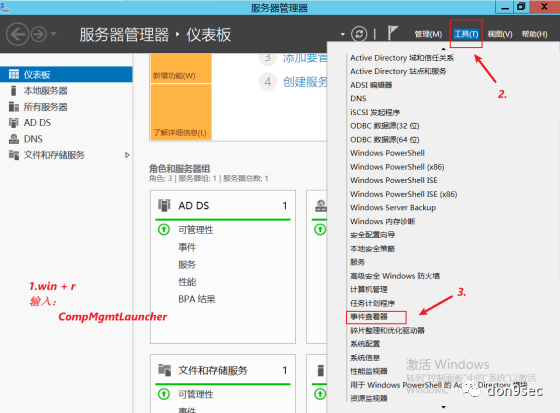 服务器管理器
服务器管理器 · 仪表板
管理(M)
工具(T)
视图(V)
帮助(H)
仪表板
本地服务器
所有服务器
AD DS
DNS
文件和存储服务
新增功能(W)
了解详细信息(L)
3 添加要管
4 创建服务
角色和服务器组
角色: 3 | 服务器组: 1 | 服务器总数: 1
AD DS 1
可管理性
事件
服务
性能
BPA 结果
文件和存储服务 1
可管理性
事件
1.win + r
输入：
CompMgmtLauncher
2.
3.
Active Directory 域和信任关系
Active Directory 站点和服务
ADSI 编辑器
DNS
iSCSI 发起程序
ODBC 数据源(32 位)
ODBC 数据源(64 位)
Windows PowerShell
Windows PowerShell (x86)
Windows PowerShell ISE
Windows PowerShell ISE (x86)
Windows Server Backup
Windows 内存诊断
安全配置向导
本地安全策略
服务
高级安全 Windows 防火墙
计算机管理
任务计划程序
事件查看器
碎片整理和优化驱动器
系统配置
系统信息
性能监视器
用于 Windows PowerShell 的 Active Directory 模块
资源监视器
激活 Windows
转到"控制面板"中的"系统"以激活
Windows。
don9sec